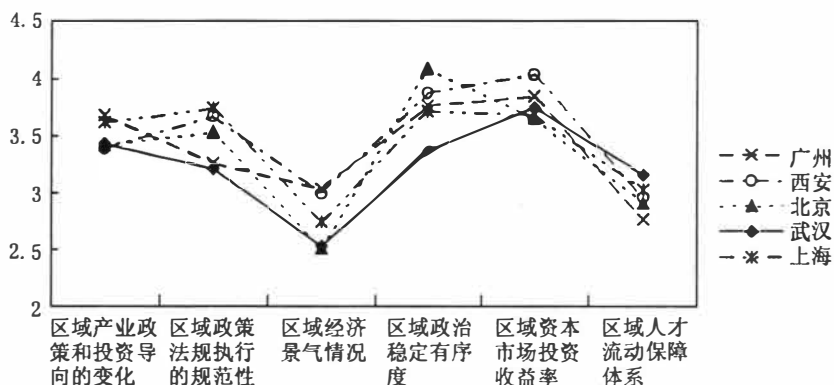 4.5
4
3.5
3
2.5
2
区域产业政
策和投资导
向的变化
区域政策
法规执行
的规范性
区域经济
景气情况
区域政治
稳定有序
度
区域资本
市场投资
收益率
区域人才
流动保障
体系
广州
西安
北京
武汉
上海